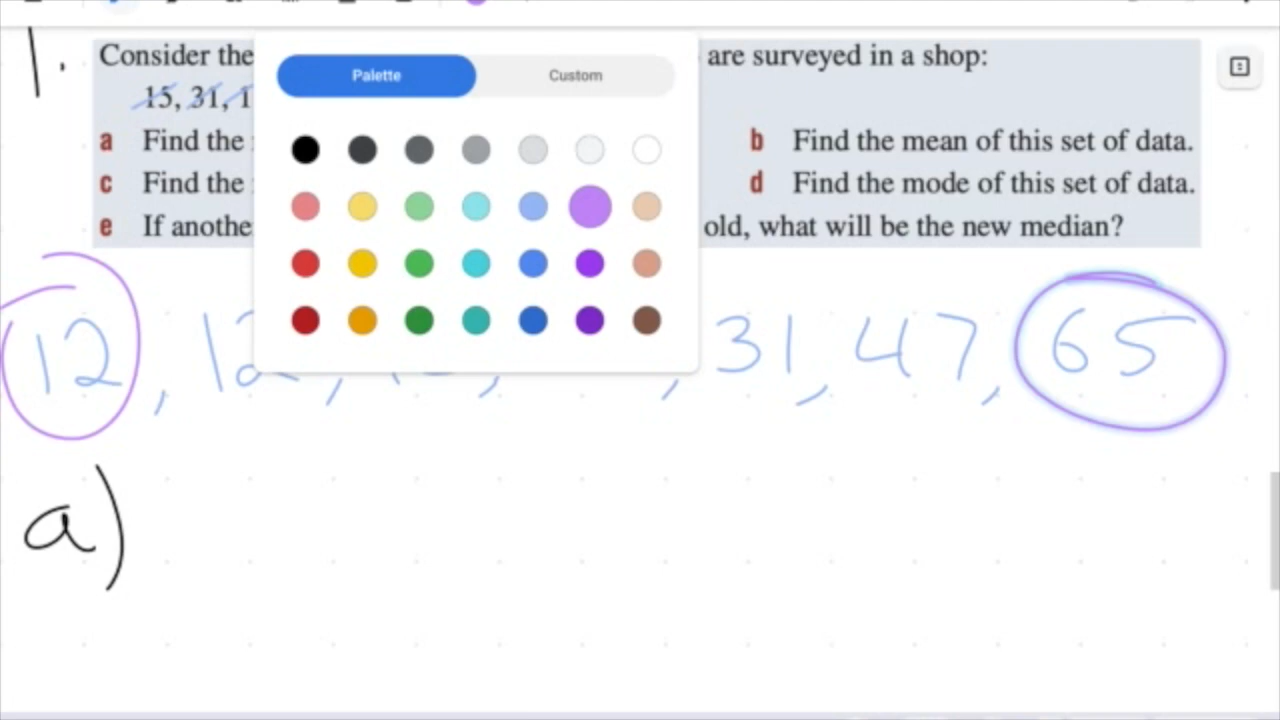 1.
Consider the are surveyed in a shop:
15, 31, 1
Palette Custom
a Find the b Find the mean of this set of data.
c Find the d Find the mode of this set of data.
e If anothe old, what will be the new median?
12, 12, , , 31, 47, 65
a)